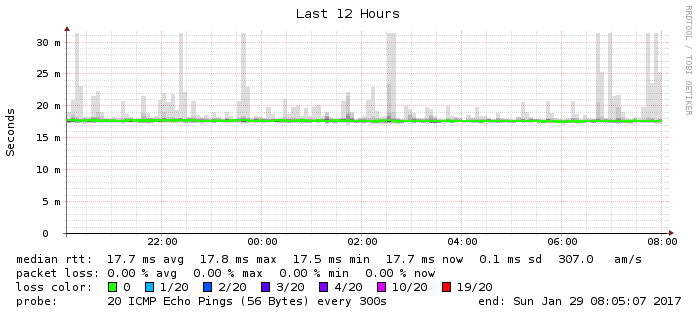 Last 12 Hours
RRDTOOL / TOBI OETIKER
Seconds
30 m
25 m
20 m
15 m
10 m
5 m
0
22:00 00:00 02:00 04:00 06:00 08:00
median rtt: 17.7 ms avg 17.8 ms max 17.5 ms min 17.7 ms now 0.1 ms sd 307.0 am/s
packet loss: 0.00 % avg 0.00 % max 0.00 % min 0.00 % now
loss color: 0 1/20 2/20 3/20 4/20 10/20 19/20
probe: 20 ICMP Echo Pings (56 Bytes) every 300s end: Sun Jan 29 08:05:07 2017